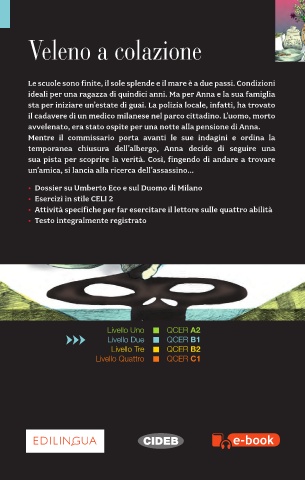 Veleno a colazione
Le scuole sono finite, il sole splende e il mare è a due passi. Condizioni
ideali per una ragazza di quindici anni. Ma per Anna e la sua famiglia
sta per iniziare un'estate di guai. La polizia locale, infatti, ha trovato
il cadavere di un medico milanese nel parco cittadino. L'uomo, morto
avvelenato, era stato ospite per una notte alla pensione di Anna.
Mentre il commissario porta avanti le sue indagini e ordina la
temporanea chiusura dell'albergo, Anna decide di seguire una
sua pista per scoprire la verità. Così, fingendo di andare a trovare
un'amica, si lancia alla ricerca dell'assassino...
• Dossier su Umberto Eco e sul Duomo di Milano
• Esercizi in stile CELI 2
• Attività specifiche per far esercitare il lettore sulle quattro abilità
• Testo integralmente registrato
Livello Uno QCER A2
Livello Due QCER B1
Livello Tre QCER B2
Livello Quattro QCER C1
EDILINGUA CIDEB e-book